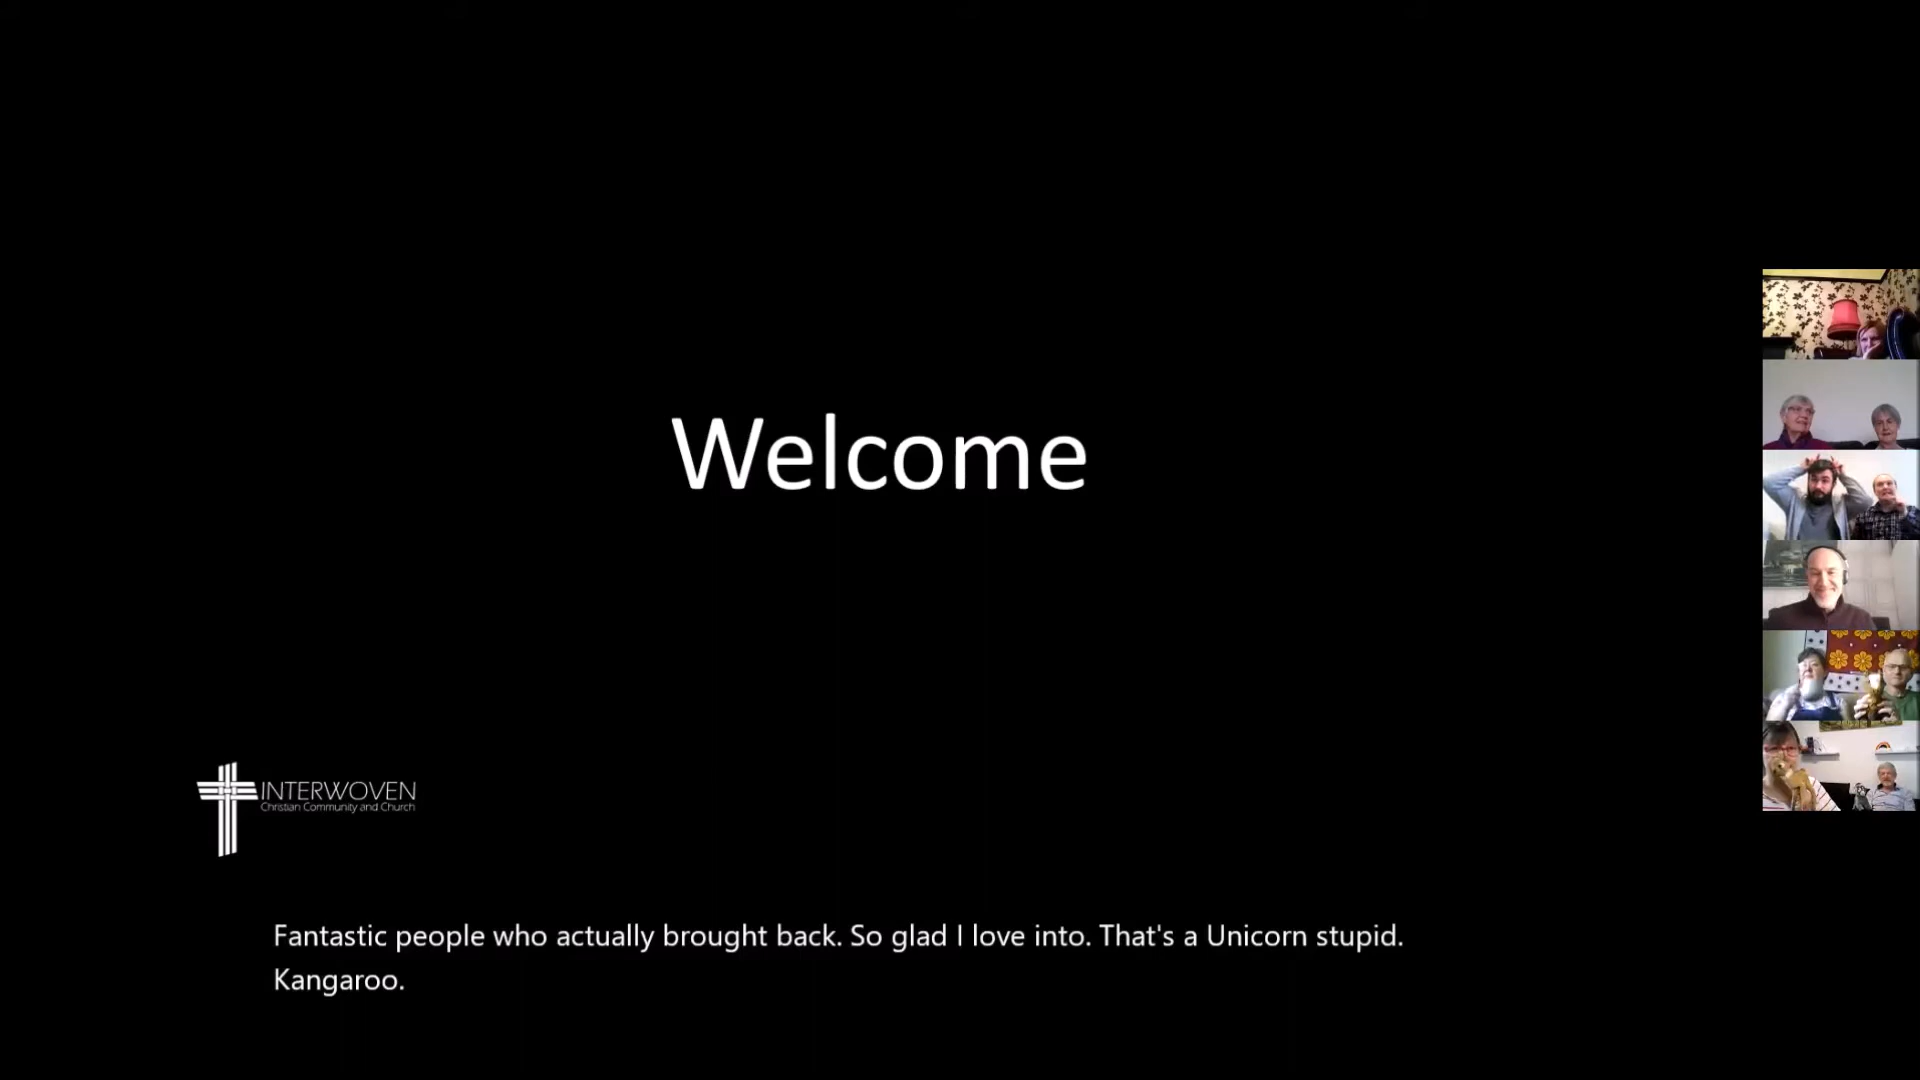 Welcome
INTERWOVEN
Christian Community and Church
Fantastic people who actually brought back. So glad I love into. That's a Unicorn stupid.
Kangaroo.